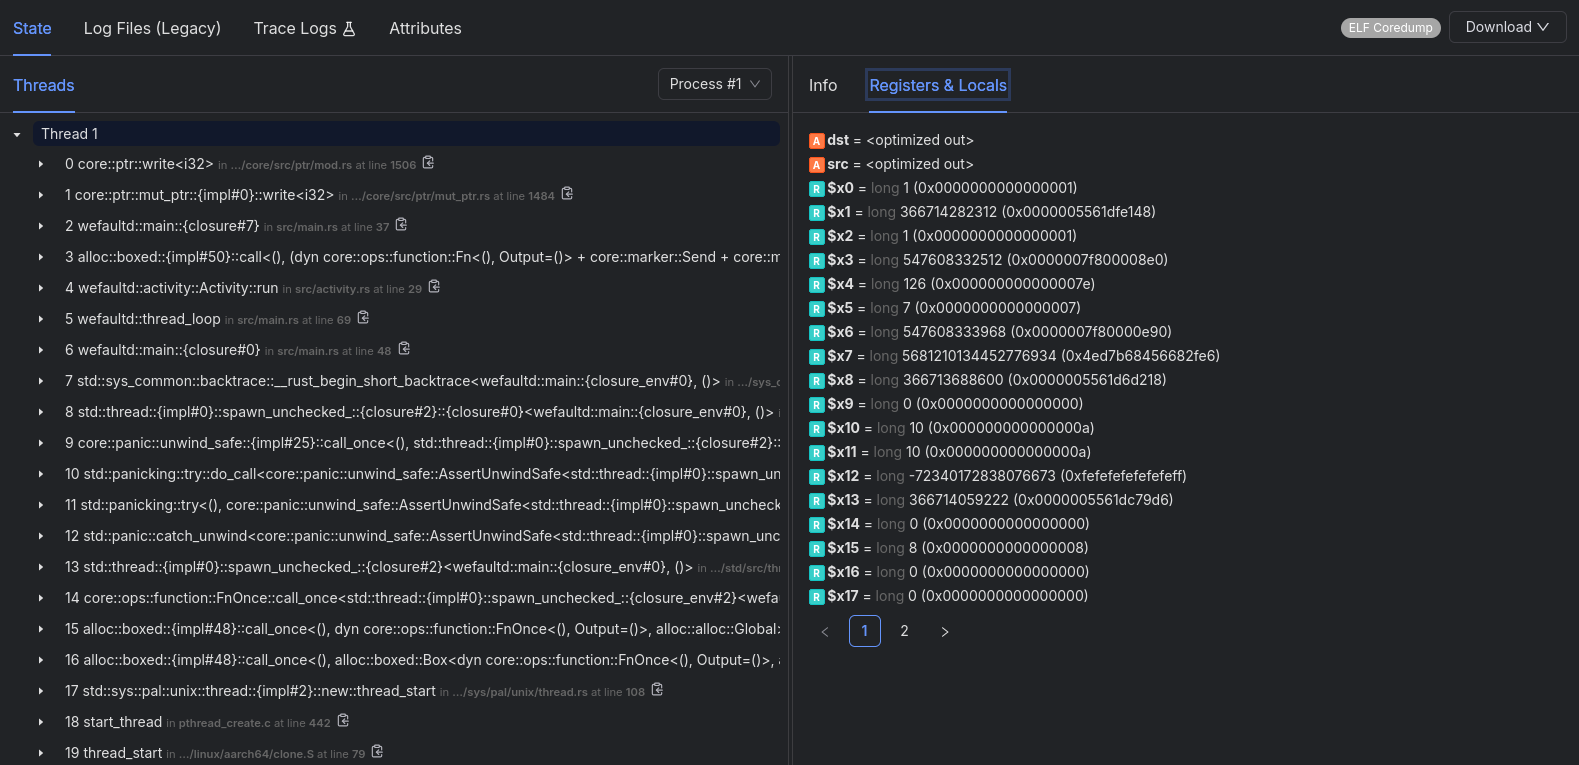 State Log Files (Legacy) Trace Logs Attributes ELF Coredump Download
Threads Process #1
Thread 1
0 core::ptr::write<i32> in .../core/src/ptr/mod.rs at line 1506
1 core::ptr::mut_ptr::{impl#0}::write<i32> in .../core/src/ptr/mut_ptr.rs at line 1484
2 wefaultd::main::{closure#7} in src/main.rs at line 37
3 alloc::boxed::{impl#50}::call<(), (dyn core::ops::function::Fn<(), Output=()> + core::marker::Send + core::m
4 wefaultd::activity::Activity::run in src/activity.rs at line 29
5 wefaultd::thread_loop in src/main.rs at line 69
6 wefaultd::main::{closure#0} in src/main.rs at line 48
7 std::sys_common::backtrace::__rust_begin_short_backtrace<wefaultd::main::{closure_env#0}, ()> in .../sys_c
8 std::thread::{impl#0}::spawn_unchecked_::{closure#2}::{closure#0}<wefaultd::main::{closure_env#0}, ()>
9 core::panic::unwind_safe::{impl#25}::call_once<(), std::thread::{impl#0}::spawn_unchecked_::{closure#2}::
10 std::panicking::try::do_call<core::panic::unwind_safe::AssertUnwindSafe<std::thread::{impl#0}::spawn_un
11 std::panicking::try<(), core::panic::unwind_safe::AssertUnwindSafe<std::thread::{impl#0}::spawn_uncheck
12 std::panic::catch_unwind<core::panic::unwind_safe::AssertUnwindSafe<std::thread::{impl#0}::spawn_unc
13 std::thread::{impl#0}::spawn_unchecked_::{closure#2}<wefaultd::main::{closure_env#0}, ()> in .../std/src/thr
14 core::ops::function::FnOnce::call_once<std::thread::{impl#0}::spawn_unchecked_::{closure_env#2}<wefau
15 alloc::boxed::{impl#48}::call_once<(), dyn core::ops::function::FnOnce<(), Output=()>, alloc::alloc::Global>
16 alloc::boxed::{impl#48}::call_once<(), alloc::boxed::Box<dyn core::ops::function::FnOnce<(), Output=()>, a
17 std::sys::pal::unix::thread::{impl#2}::new::thread_start in .../sys/pal/unix/thread.rs at line 108
18 start_thread in pthread_create.c at line 442
19 thread_start in .../linux/aarch64/clone.S at line 79
Info Registers & Locals
A dst = <optimized out>
A src = <optimized out>
R $x0 = long 1 (0x0000000000000001)
R $x1 = long 366714282312 (0x0000005561dfe148)
R $x2 = long 1 (0x0000000000000001)
R $x3 = long 547608332512 (0x0000007f800008e0)
R $x4 = long 126 (0x000000000000007e)
R $x5 = long 7 (0x0000000000000007)
R $x6 = long 547608333968 (0x0000007f80000e90)
R $x7 = long 5681210134452776934 (0x4ed7b68456682fe6)
R $x8 = long 366713688600 (0x0000005561d6d218)
R $x9 = long 0 (0x0000000000000000)
R $x10 = long 10 (0x000000000000000a)
R $x11 = long 10 (0x000000000000000a)
R $x12 = long -72340172838076673 (0xfefefefefefefeff)
R $x13 = long 366714059222 (0x0000005561dc79d6)
R $x14 = long 0 (0x0000000000000000)
R $x15 = long 8 (0x0000000000000008)
R $x16 = long 0 (0x0000000000000000)
R $x17 = long 0 (0x0000000000000000)
< 1 2 >